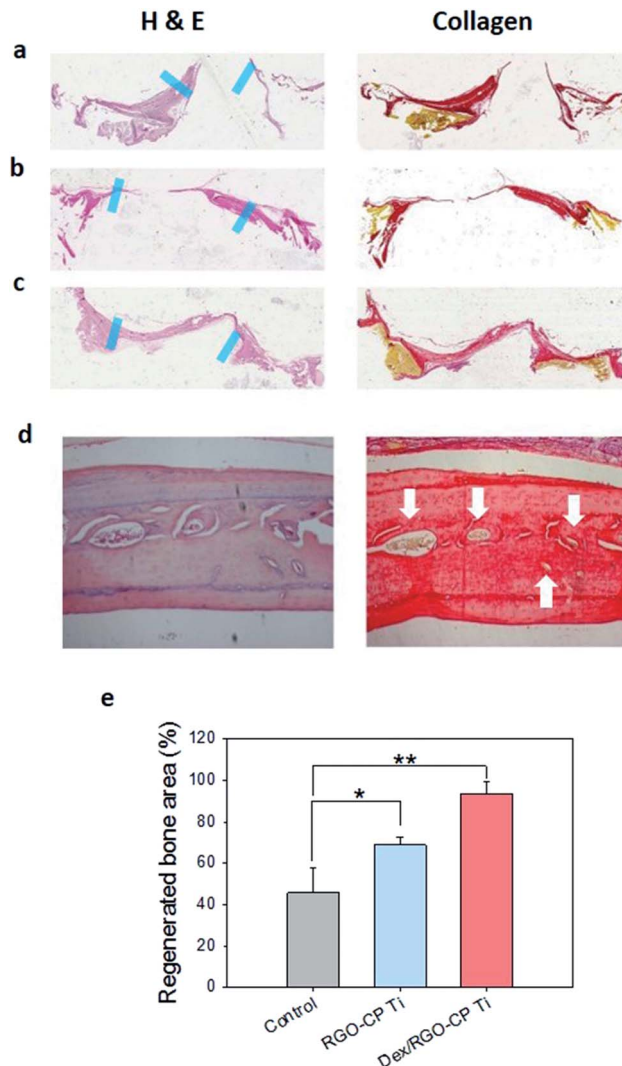 H & E Collagen
a
b
c
d
e
120
100
80
60
40
20
0
Regenerated bone area (%)
*
**
Control
RGO-CP Ti
Dex/RGO-CP Ti